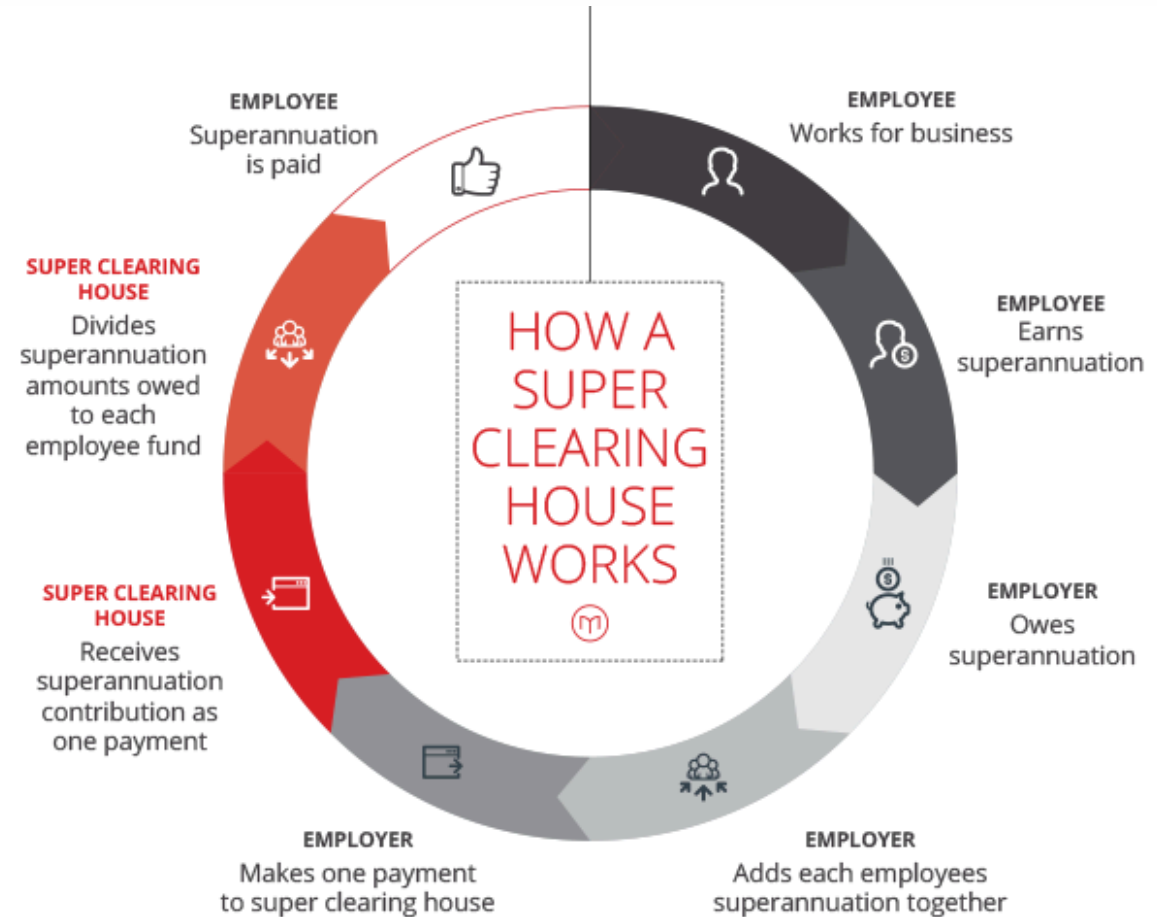 HOW A
SUPER
CLEARING
HOUSE
WORKS
EMPLOYEE
Works for business
EMPLOYEE
Earns
superannuation
EMPLOYER
Owes
superannuation
EMPLOYER
Adds each employees
superannuation together
EMPLOYER
Makes one payment
to super clearing house
SUPER CLEARING
HOUSE
Receives
superannuation
contribution as
one payment
SUPER CLEARING
HOUSE
Divides
superannuation
amounts owed
to each
employee fund
EMPLOYEE
Superannuation
is paid